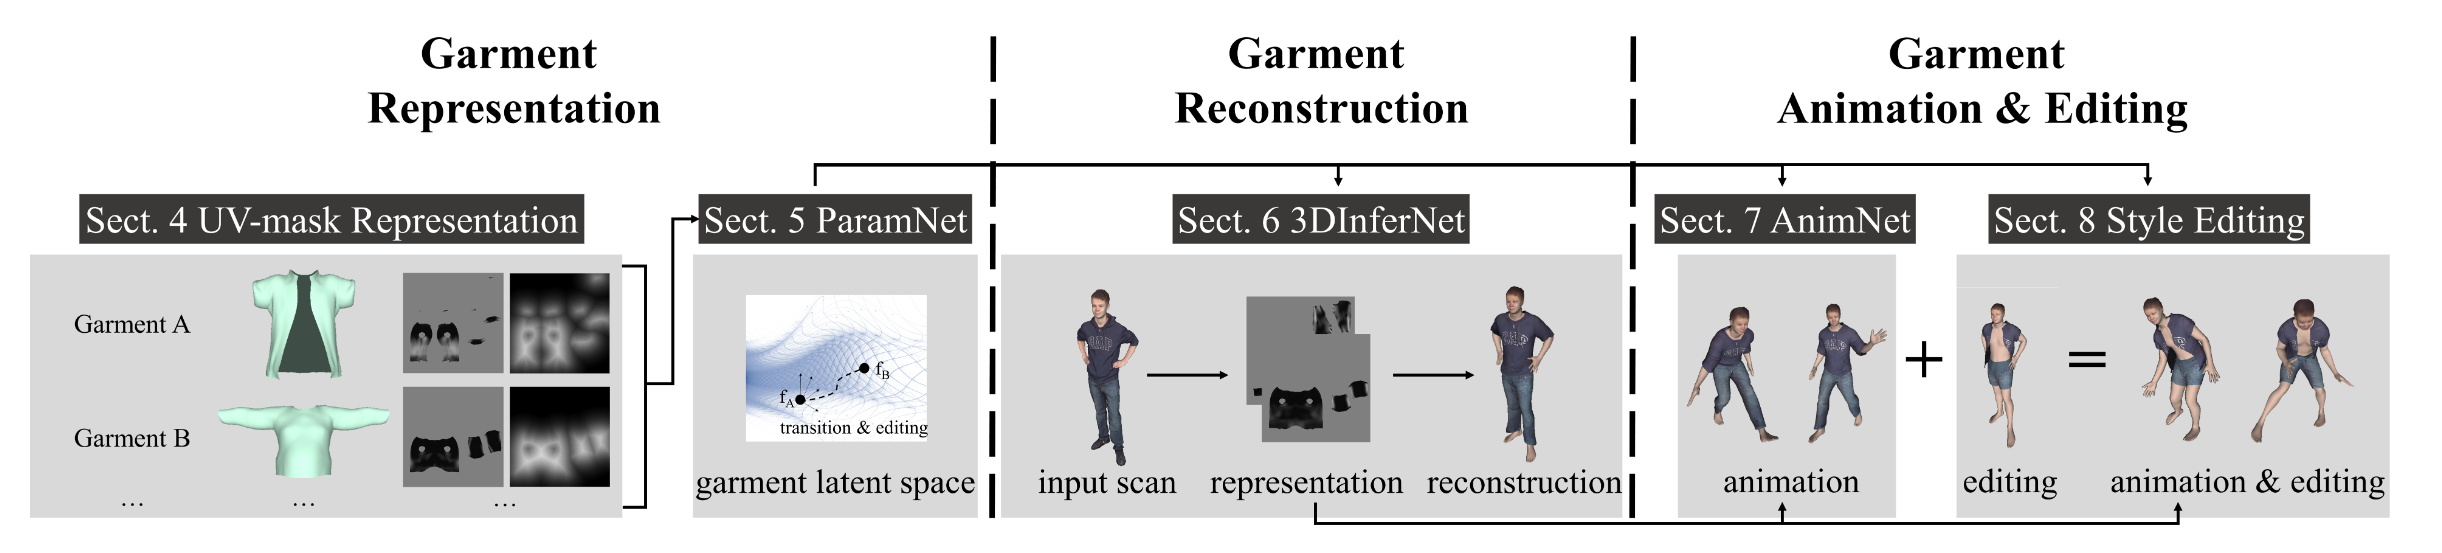 Garment
Representation
Garment
Reconstruction
Garment
Animation & Editing
Sect. 4 UV-mask Representation
Sect. 5 ParamNet
Sect. 6 3DInferNet
Sect. 7 AnimNet
Sect. 8 Style Editing
Garment A
Garment B
... ... ...
f_A
f_B
transition & editing
garment latent space
input scan
representation
reconstruction
animation
+
editing
=
animation & editing